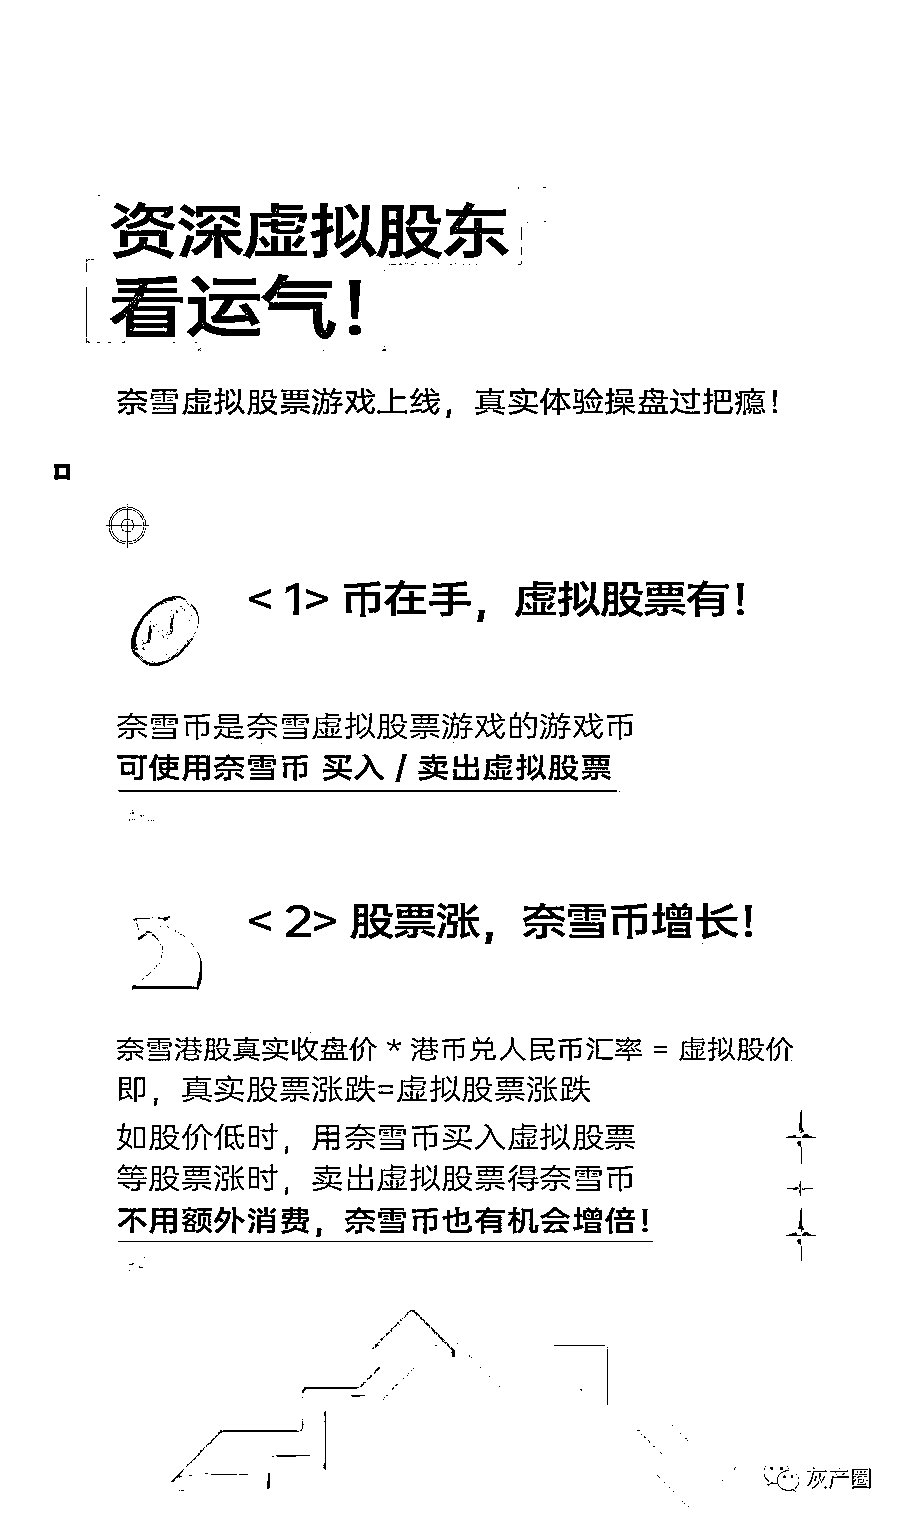 资深虚拟股东
看运气！
奈雪虚拟股票游戏上线，真实体验操盘过把瘾！
<1> 币在手，虚拟股票有！
奈雪币是奈雪虚拟股票游戏的游戏币
可使用奈雪币 买入 / 卖出虚拟股票
<2> 股票涨，奈雪币增长！
奈雪港股真实收盘价 * 港币兑人民币汇率 = 虚拟股价
即，真实股票涨跌=虚拟股票涨跌
如股价低时，用奈雪币买入虚拟股票
等股票涨时，卖出虚拟股票得奈雪币
不用额外消费，奈雪币也有机会增倍！
灰产圈